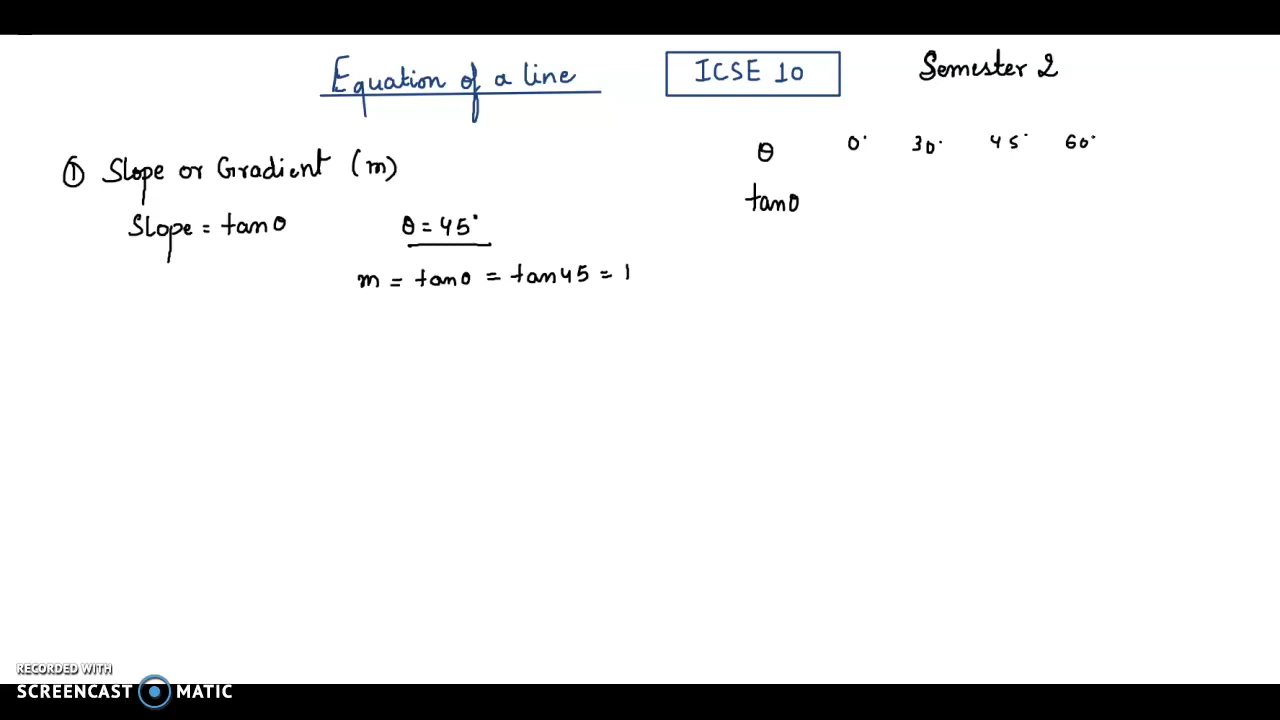 Equation of a line ICSE 10 Semester 2
① Slope or Gradient (m)
Slope = tanθ θ = 45°
m = tanθ = tan45 = 1
θ 0° 30° 45° 60°
tanθ
RECORDED WITH
SCREENCAST MATIC